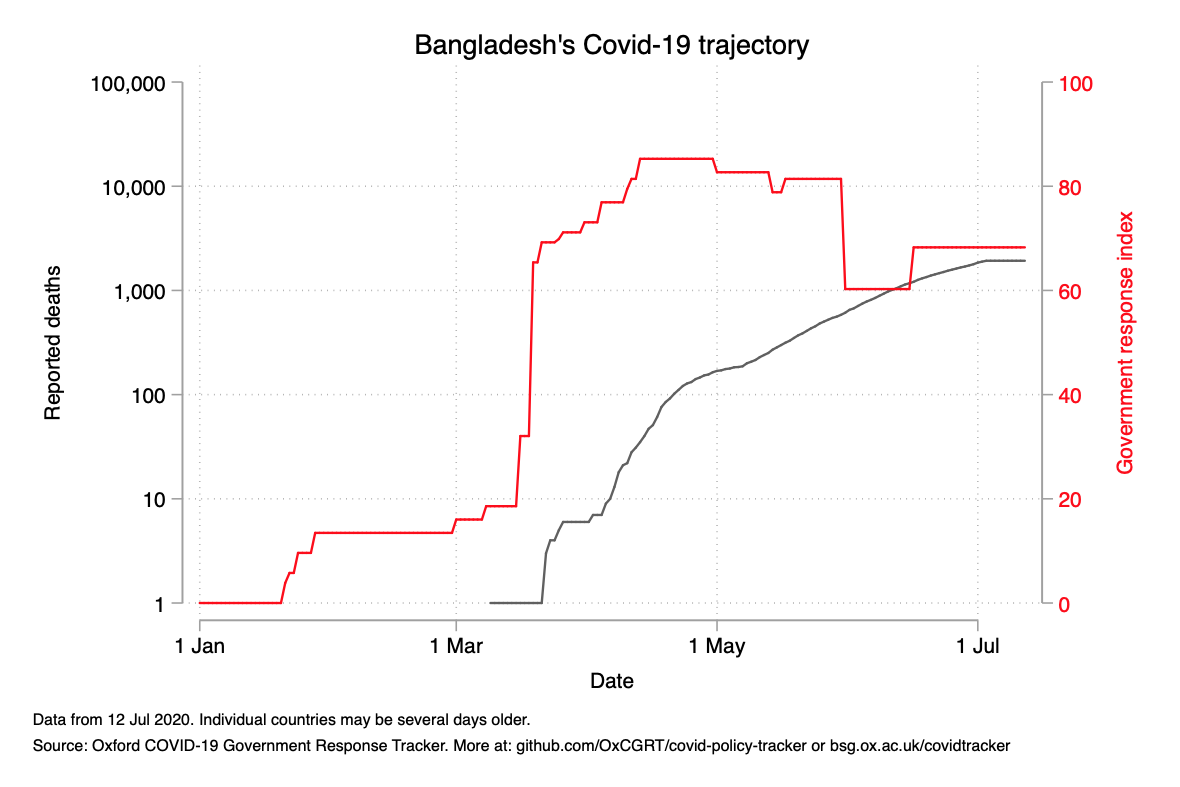 Bangladesh's Covid-19 trajectory
100,000
10,000
1,000
100
10
1
Reported deaths
100
80
60
40
20
0
Government response index
1 Jan
1 Mar
1 May
1 Jul
Date
Data from 12 Jul 2020. Individual countries may be several days older.
Source: Oxford COVID-19 Government Response Tracker. More at: github.com/OxCGRT/covid-policy-tracker or bsg.ox.ac.uk/covidtracker